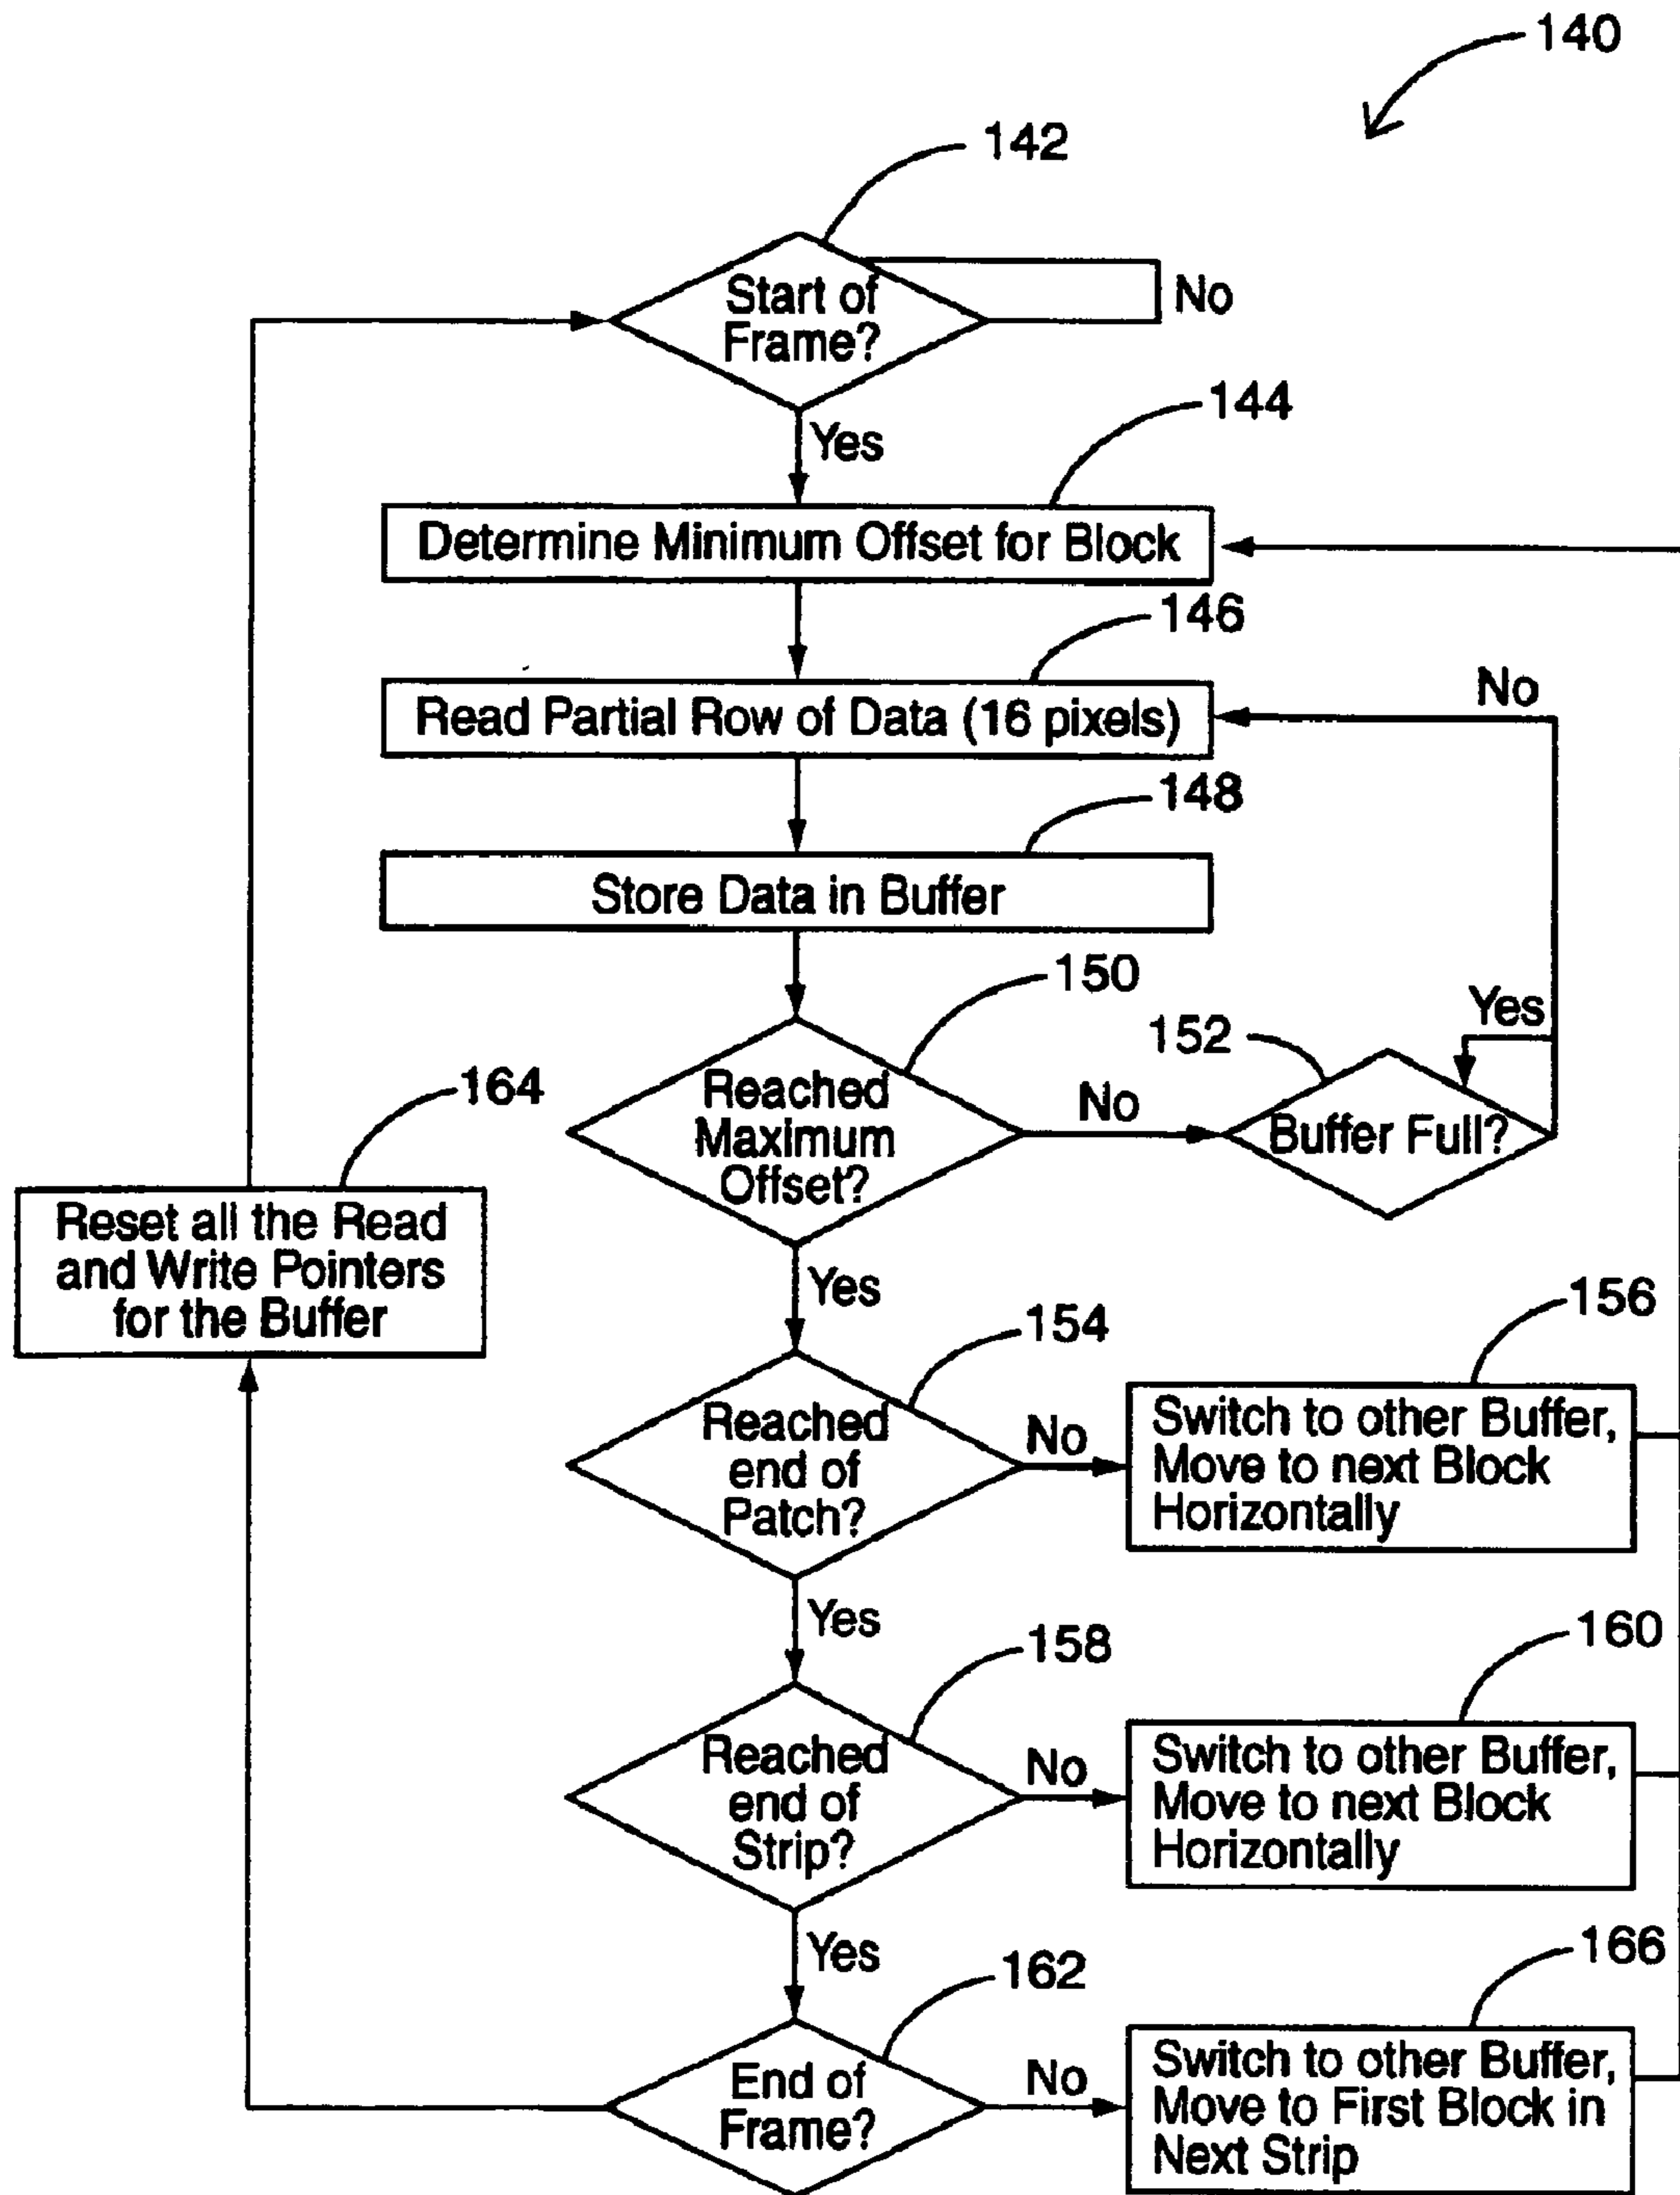 140
142
Start of
Frame?
No
Yes
144
Determine Minimum Offset for Block
146
Read Partial Row of Data (16 pixels)
No
148
Store Data in Buffer
150
Reached
Maximum
Offset?
No
152
Buffer Full?
Yes
Yes
164
Reset all the Read
and Write Pointers
for the Buffer
154
Reached
end of
Patch?
No
156
Switch to other Buffer,
Move to next Block
Horizontally
Yes
158
Reached
end of
Strip?
No
160
Switch to other Buffer,
Move to next Block
Horizontally
Yes
162
End of
Frame?
No
166
Switch to other Buffer,
Move to First Block in
Next Strip